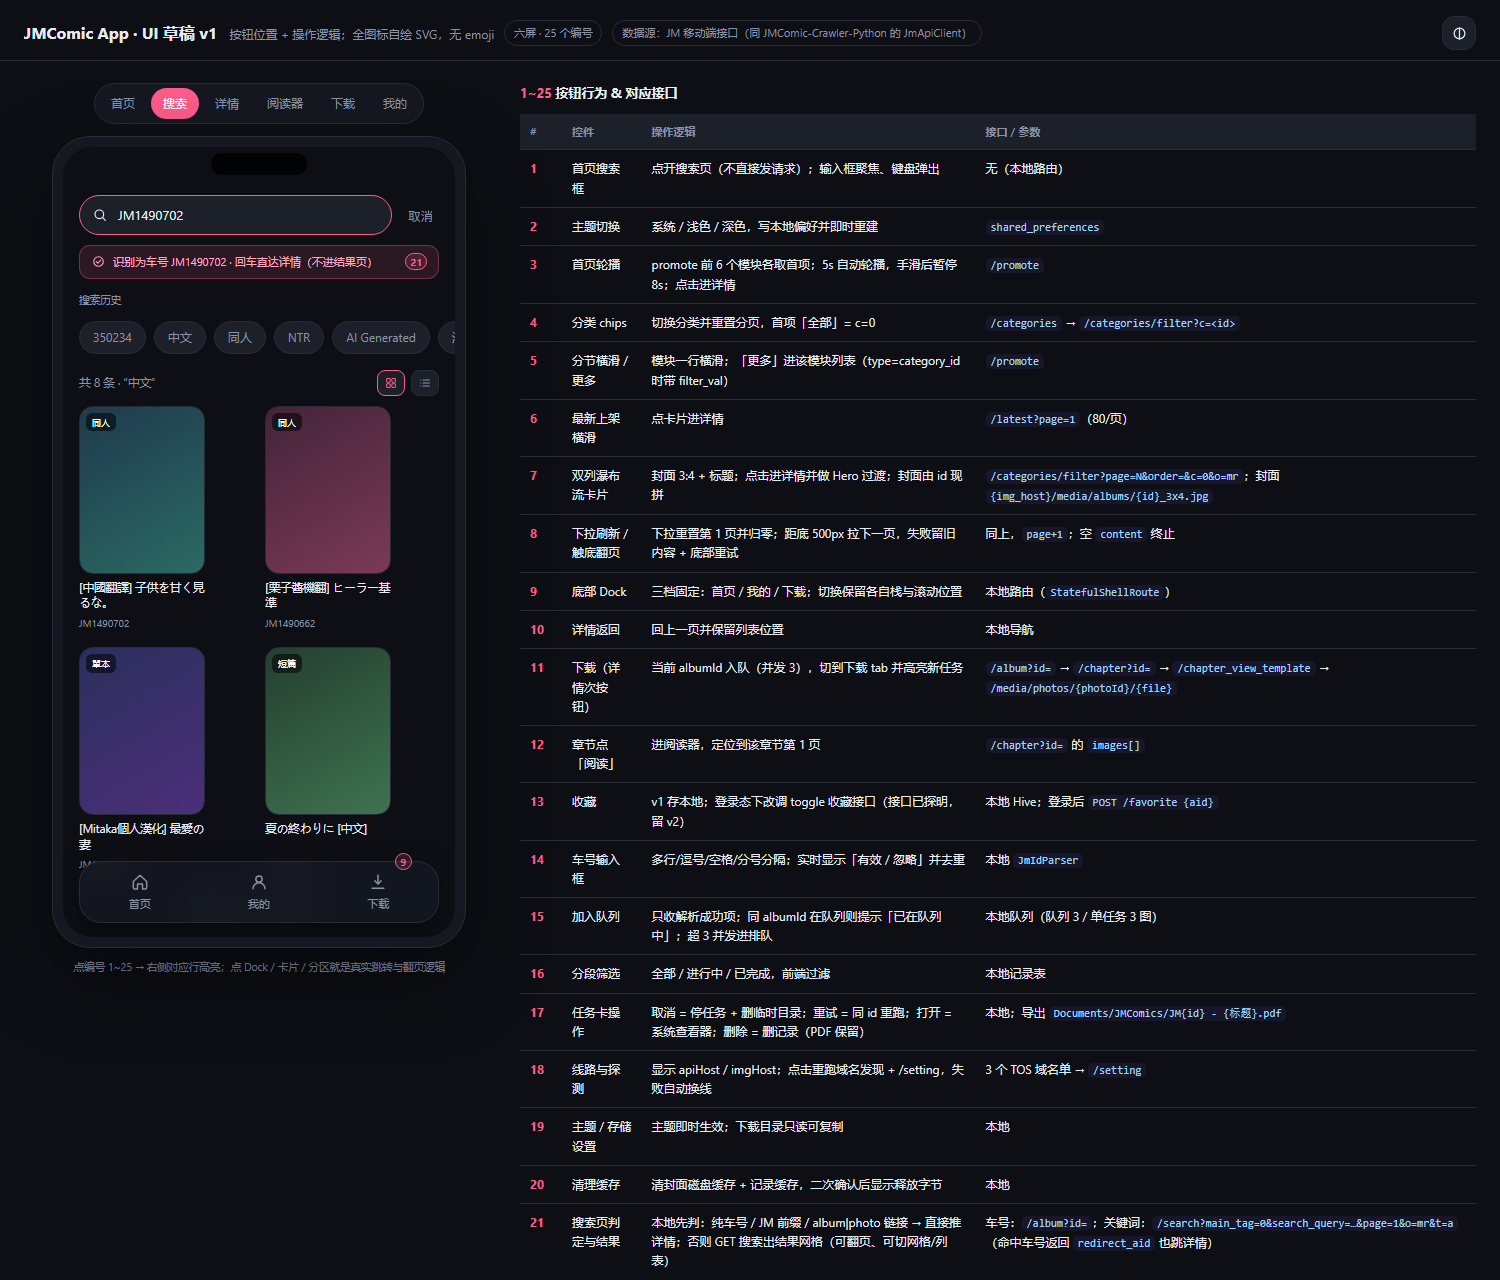 JMComic App · UI 草稿 v1
按钮位置 + 操作逻辑；全图标自绘 SVG，无 emoji
六屏 · 25 个编号
数据源：JM 移动端接口（同 JMComic-Crawler-Python 的 JmApiClient）
首页
搜索
详情
阅读器
下载
我的
JM1490702
取消
识别为车号 JM1490702 · 回车直达详情（不进结果页）
21
搜索历史
350234
中文
同人
NTR
AI Generated
共 8 条 · “中文”
同人
同人
[中國翻譯] 子供を甘く見
るな。
JM1490702
[栗子醬機翻] ヒーラー基
準
JM1490662
單本
短篇
[Mitaka個人漢化] 最愛の
妻
夏の終わりに [中文]
9
首页
我的
下载
点编号 1~25 → 右侧对应行高亮；点 Dock / 卡片 / 分区就是真实跳转与翻页逻辑
1~25 按钮行为 & 对应接口
# 控件 操作逻辑 接口 / 参数
1 首页搜索 点开搜索页（不直接发请求）；输入框聚焦、键盘弹出 无（本地路由）
框
2 主题切换 系统 / 浅色 / 深色，写本地偏好并即时重建 shared_preferences
3 首页轮播 promote 前 6 个模块各取首项；5s 自动轮播，手滑后暂停 /promote
8s；点击进详情
4 分类 chips 切换分类并重置分页，首项「全部」= c=0 /categories → /categories/filter?c=<id>
5 分节横滑 / 模块一行横滑；「更多」进该模块列表（type=category_id /promote
更多 时带 filter_val）
6 最新上架 点卡片进详情 /latest?page=1 （80/页）
横滑
7 双列瀑布 封面 3:4 + 标题；点击进详情并做 Hero 过渡；封面由 id 现 /categories/filter?page=N&order=&c=0&o=mr ；封面
流卡片 拼 {img_host}/media/albums/{id}_3x4.jpg
8 下拉刷新 / 下拉重置第 1 页并归零；距底 500px 拉下一页，失败留旧 同上， page+1 ；空 content 终止
触底翻页 内容 + 底部重试
9 底部 Dock 三档固定：首页 / 我的 / 下载；切换保留各自栈与滚动位置 本地路由（ StatefulShellRoute ）
10 详情返回 回上一页并保留列表位置 本地导航
11 下载（详 当前 albumId 入队（并发 3），切到下载 tab 并高亮新任务 /album?id= → /chapter?id= → /chapter_view_template →
情次按 /media/photos/{photoId}/{file}
钮）
12 章节点 进阅读器，定位到该章节第 1 页 /chapter?id= 的 images[]
「阅读」
13 收藏 v1 存本地；登录态下改调 toggle 收藏接口（接口已探明， 本地 Hive；登录后 POST /favorite {aid}
留 v2）
14 车号输入 多行/逗号/空格/分号分隔；实时显示「有效 / 忽略」并去重 本地 JmIdParser
框
15 加入队列 只收解析成功项；同 albumId 在队列则提示「已在队列 本地队列（队列 3 / 单任务 3 图）
中」；超 3 并发进排队
16 分段筛选 全部 / 进行中 / 已完成，前端过滤 本地记录表
17 任务卡操 取消 = 停任务 + 删临时目录；重试 = 同 id 重跑；打开 = 本地；导出 Documents/JMComics/JM{id} - {标题}.pdf
作 系统查看器；删除 = 删记录（PDF 保留）
18 线路与探 显示 apiHost / imgHost；点击重跑域名发现 + /setting，失 3 个 TOS 域名单 → /setting
测 败自动换线
19 主题 / 存储 主题即时生效；下载目录只读可复制 本地
设置
20 清理缓存 清封面磁盘缓存 + 记录缓存，二次确认后显示释放字节 本地
21 搜索页判 本地先判：纯车号 / JM 前缀 / album|photo 链接 → 直接推 车号： /album?id= ；关键词： /search?main_tag=0&search_query=…&page=1&o=mr&t=a
定与结果 详情；否则 GET 搜索出结果网格（可翻页、可切网格/列 （命中车号返回 redirect_aid 也跳详情）
表）